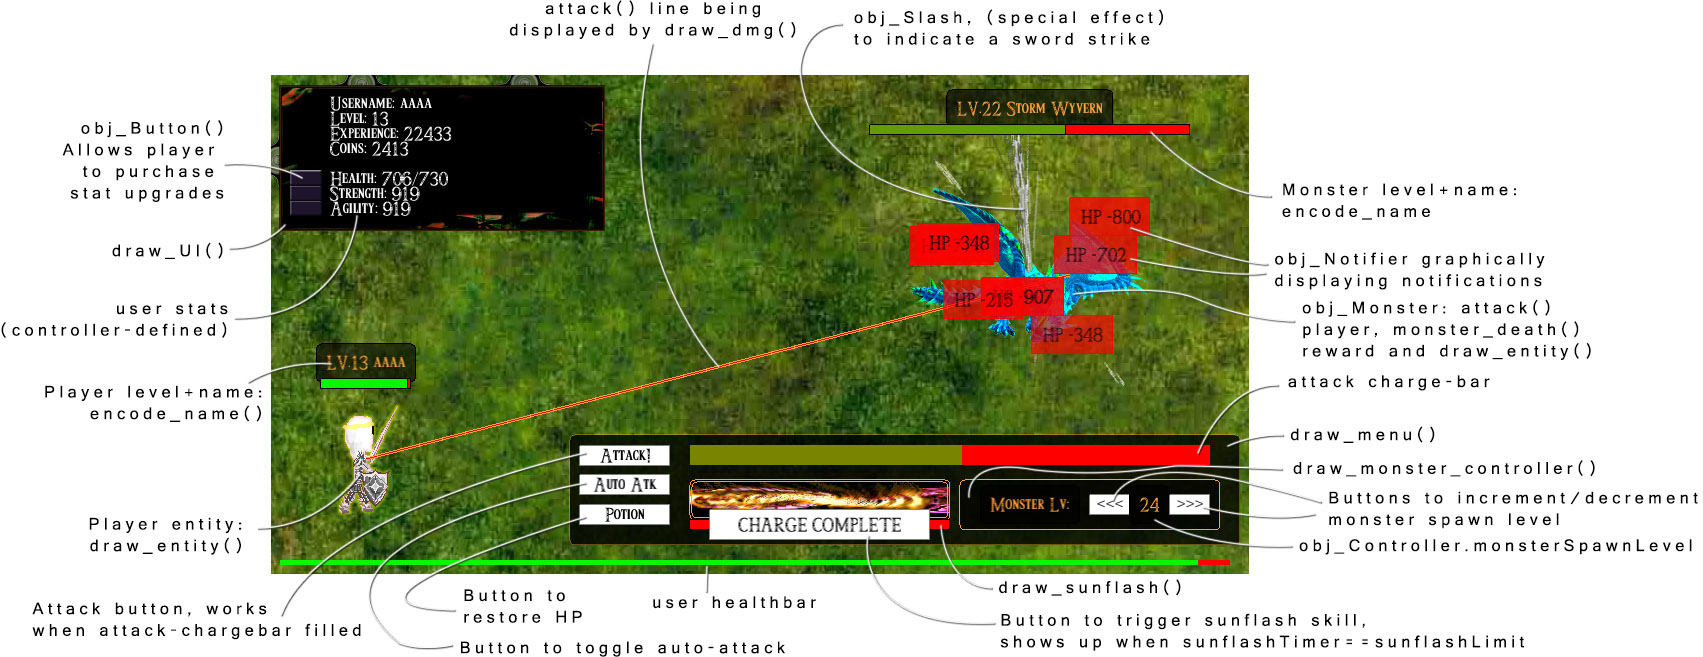 attack() line being
displayed by draw_dmg()
obj_Slash, (special effect)
to indicate a sword strike
obj_Button()
Allows player
to purchase
stat upgrades
draw_UI()
user stats
(controller-defined)
Player level+name:
encode_name()
Player entity:
draw_entity()
Attack button, works
when attack-chargebar filled
USERNAME: AAAA
LEVEL: 13
EXPERIENCE: 22433
COINS: 2413
HEALTH: 706/730
STRENGTH: 919
AGILITY: 919
LV.22 STORM WYVERN
HP -800
HP -348
HP -702
HP -215
907
HP -348
LV.13 AAAA
ATTACK!
AUTO ATK
POTION
CHARGE COMPLETE
MONSTER LV:
<<<
24
>>>
Monster level+name:
encode_name
obj_Notifier graphically
displaying notifications
obj_Monster: attack()
player, monster_death()
reward and draw_entity()
attack charge-bar
draw_menu()
draw_monster_controller()
Buttons to increment/decrement
monster spawn level
obj_Controller.monsterSpawnLevel
draw_sunflash()
Button to
restore HP
user healthbar
Button to toggle auto-attack
Button to trigger sunflash skill,
shows up when sunflashTimer==sunflashLimit